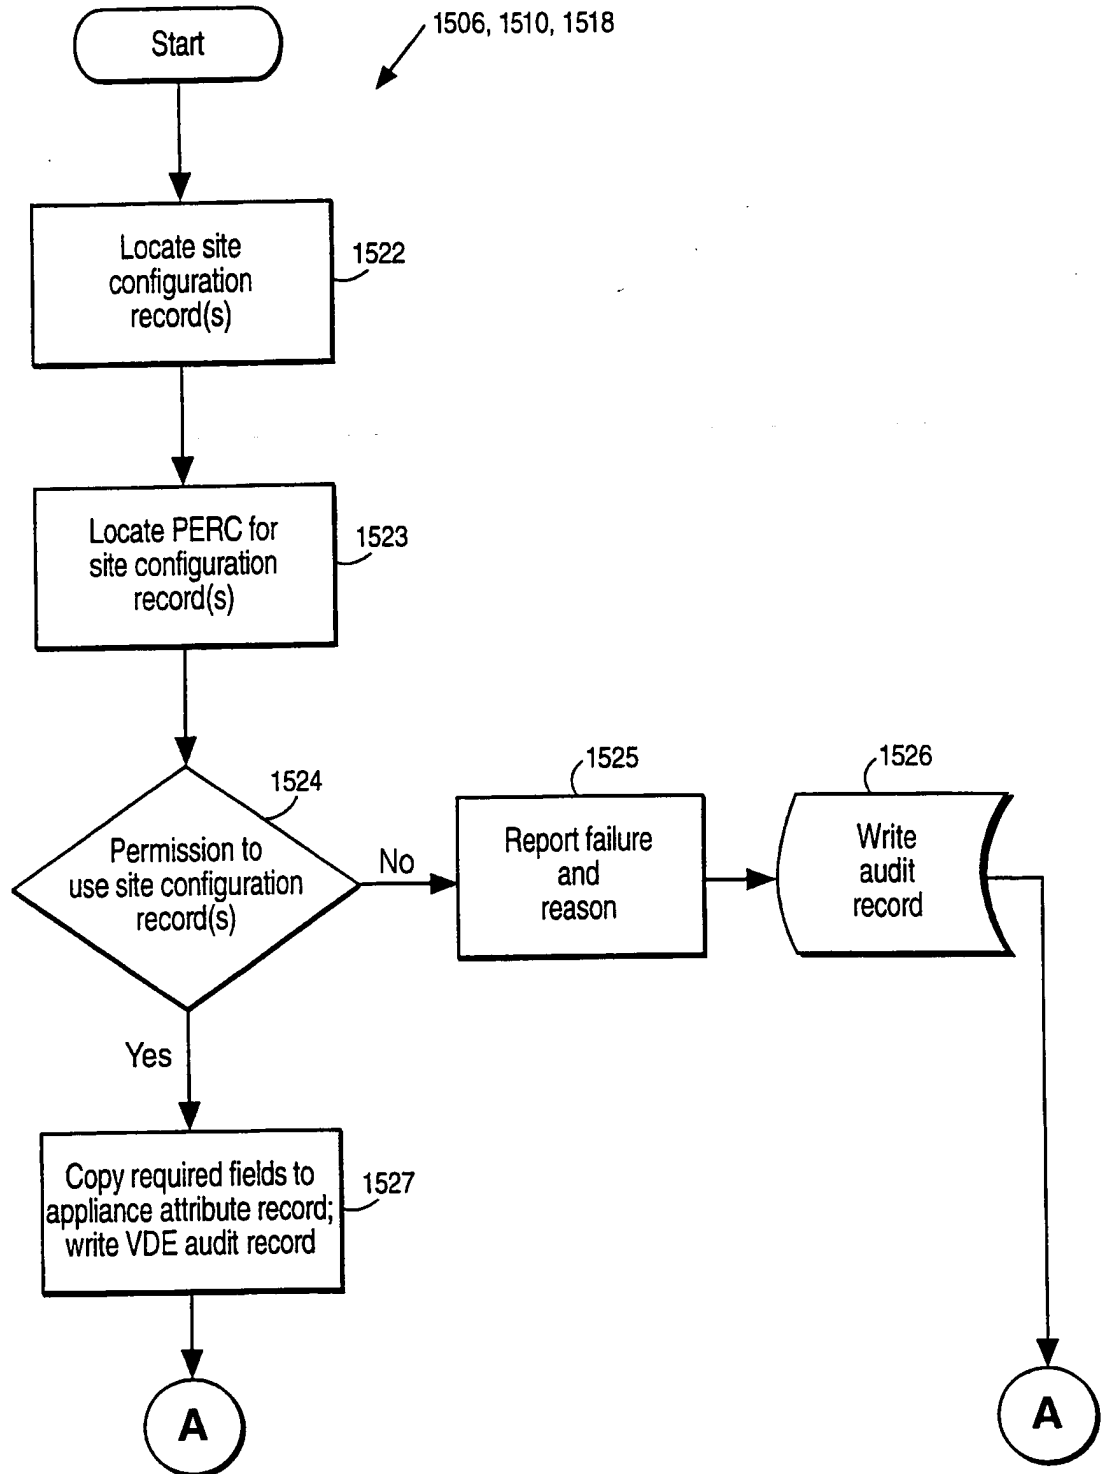 Start
1506, 1510, 1518
Locate site
configuration
record(s)
1522
Locate PERC for
site configuration
record(s)
1523
Permission to
use site configuration
record(s)
1524
No
Report failure
and
reason
1525
Write
audit
record
1526
Yes
Copy required fields to
appliance attribute record;
write VDE audit record
1527
A
A